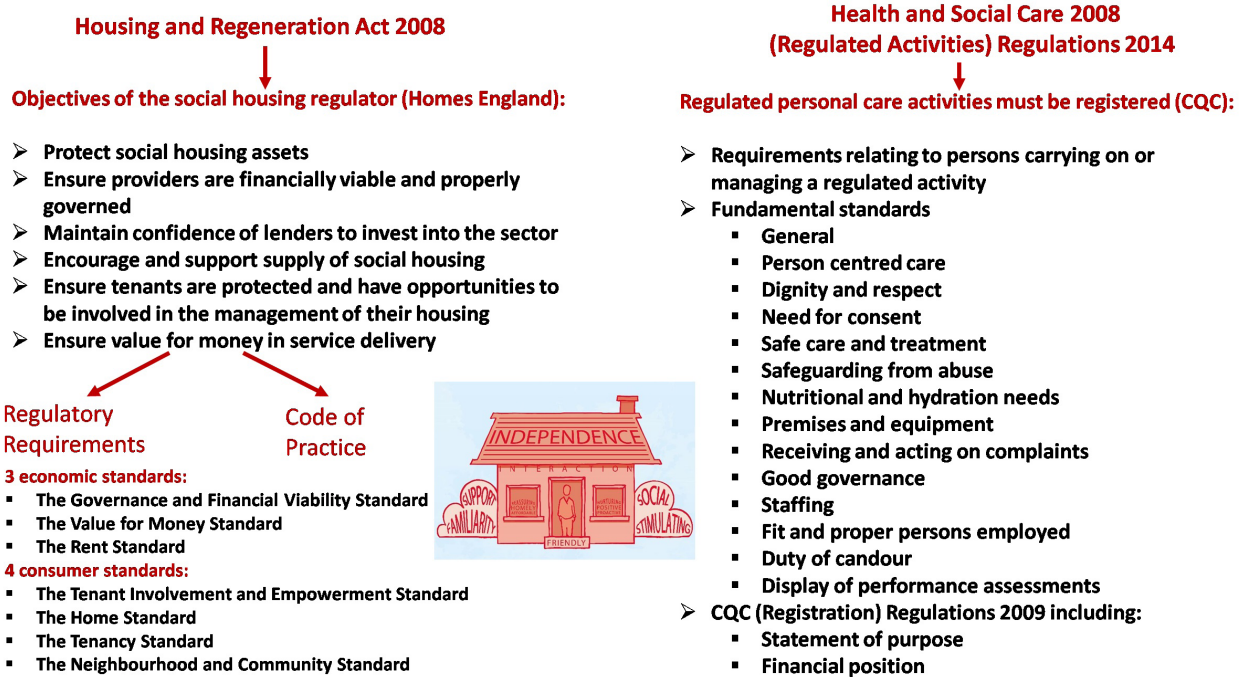 Housing and Regeneration Act 2008
Objectives of the social housing regulator (Homes England):
Protect social housing assets
Ensure providers are financially viable and properly
governed
Maintain confidence of lenders to invest into the sector
Encourage and support supply of social housing
Ensure tenants are protected and have opportunities to
be involved in the management of their housing
Ensure value for money in service delivery
Regulatory
Requirements
Code of
Practice
3 economic standards:
The Governance and Financial Viability Standard
The Value for Money Standard
The Rent Standard
4 consumer standards:
The Tenant Involvement and Empowerment Standard
The Home Standard
The Tenancy Standard
The Neighbourhood and Community Standard
INDEPENDENCE
INTERACTION
SUPPORT
FAMILIARITY
HOMELY
POSITIVE
SOCIAL
STIMULATING
FRIENDLY
Health and Social Care 2008
(Regulated Activities) Regulations 2014
Regulated personal care activities must be registered (CQC):
Requirements relating to persons carrying on or
managing a regulated activity
Fundamental standards
General
Person centred care
Dignity and respect
Need for consent
Safe care and treatment
Safeguarding from abuse
Nutritional and hydration needs
Premises and equipment
Receiving and acting on complaints
Good governance
Staffing
Fit and proper persons employed
Duty of candour
Display of performance assessments
CQC (Registration) Regulations 2009 including:
Statement of purpose
Financial position